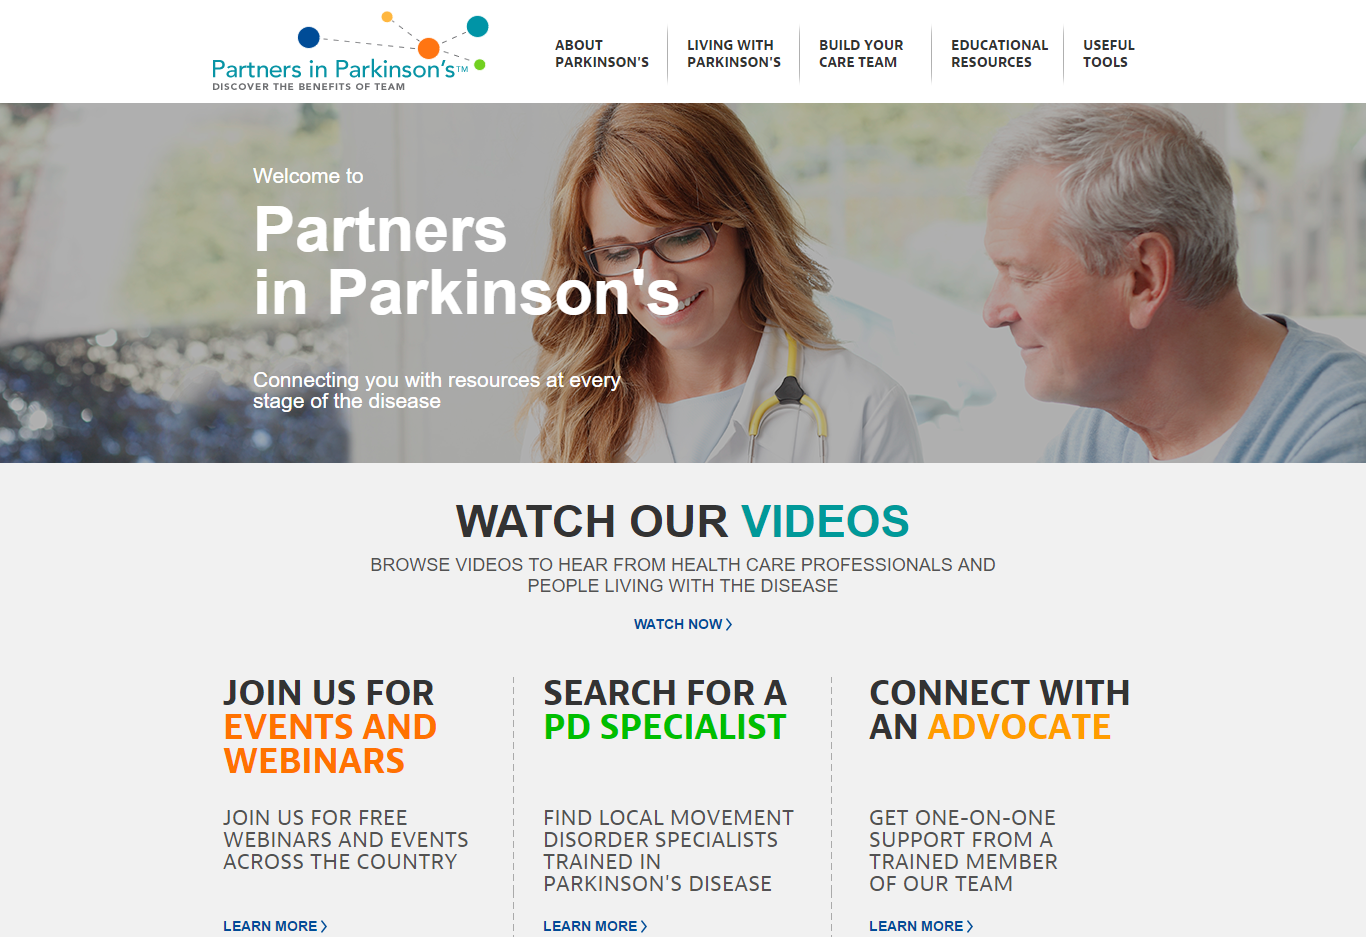 Partners in Parkinson's™
DISCOVER THE BENEFITS OF TEAM
ABOUT
PARKINSON'S
LIVING WITH
PARKINSON'S
BUILD YOUR
CARE TEAM
EDUCATIONAL
RESOURCES
USEFUL
TOOLS
Welcome to
Partners
in Parkinson's
Connecting you with resources at every
stage of the disease
WATCH OUR VIDEOS
BROWSE VIDEOS TO HEAR FROM HEALTH CARE PROFESSIONALS AND
PEOPLE LIVING WITH THE DISEASE
WATCH NOW
JOIN US FOR
EVENTS AND
WEBINARS
JOIN US FOR FREE
WEBINARS AND EVENTS
ACROSS THE COUNTRY
LEARN MORE
SEARCH FOR A
PD SPECIALIST
FIND LOCAL MOVEMENT
DISORDER SPECIALISTS
TRAINED IN
PARKINSON'S DISEASE
LEARN MORE
CONNECT WITH
AN ADVOCATE
GET ONE-ON-ONE
SUPPORT FROM A
TRAINED MEMBER
OF OUR TEAM
LEARN MORE